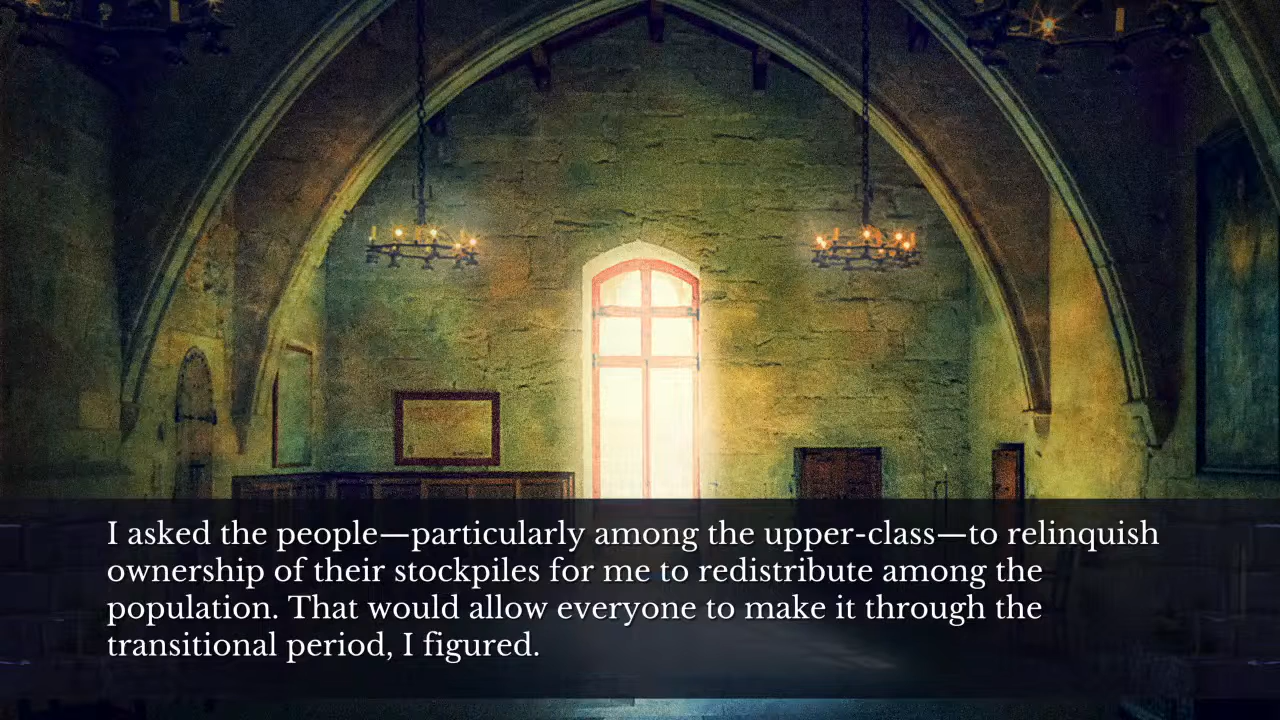 I asked the people—particularly among the upper-class—to relinquish
ownership of their stockpiles for me to redistribute among the
population. That would allow everyone to make it through the
transitional period, I figured.